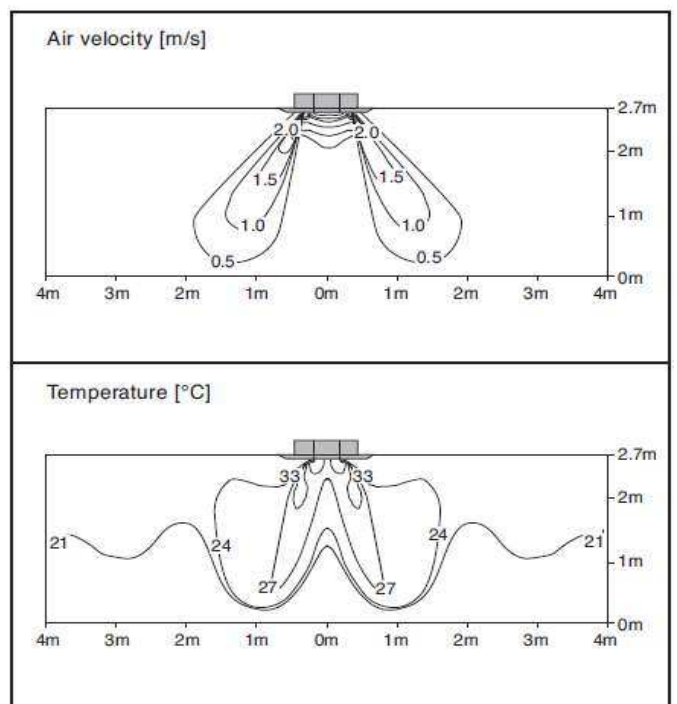 Air velocity [m/s]
2.7m
2.0 2.0
2m
1.5 1.5
1m
1.0 1.0
0.5 0.5
0m
4m 3m 2m 1m 0m 1m 2m 3m 4m
Temperature [°C]
2.7m
33 33
2m
21 24 24 21
1m
27 27
0m
4m 3m 2m 1m 0m 1m 2m 3m 4m